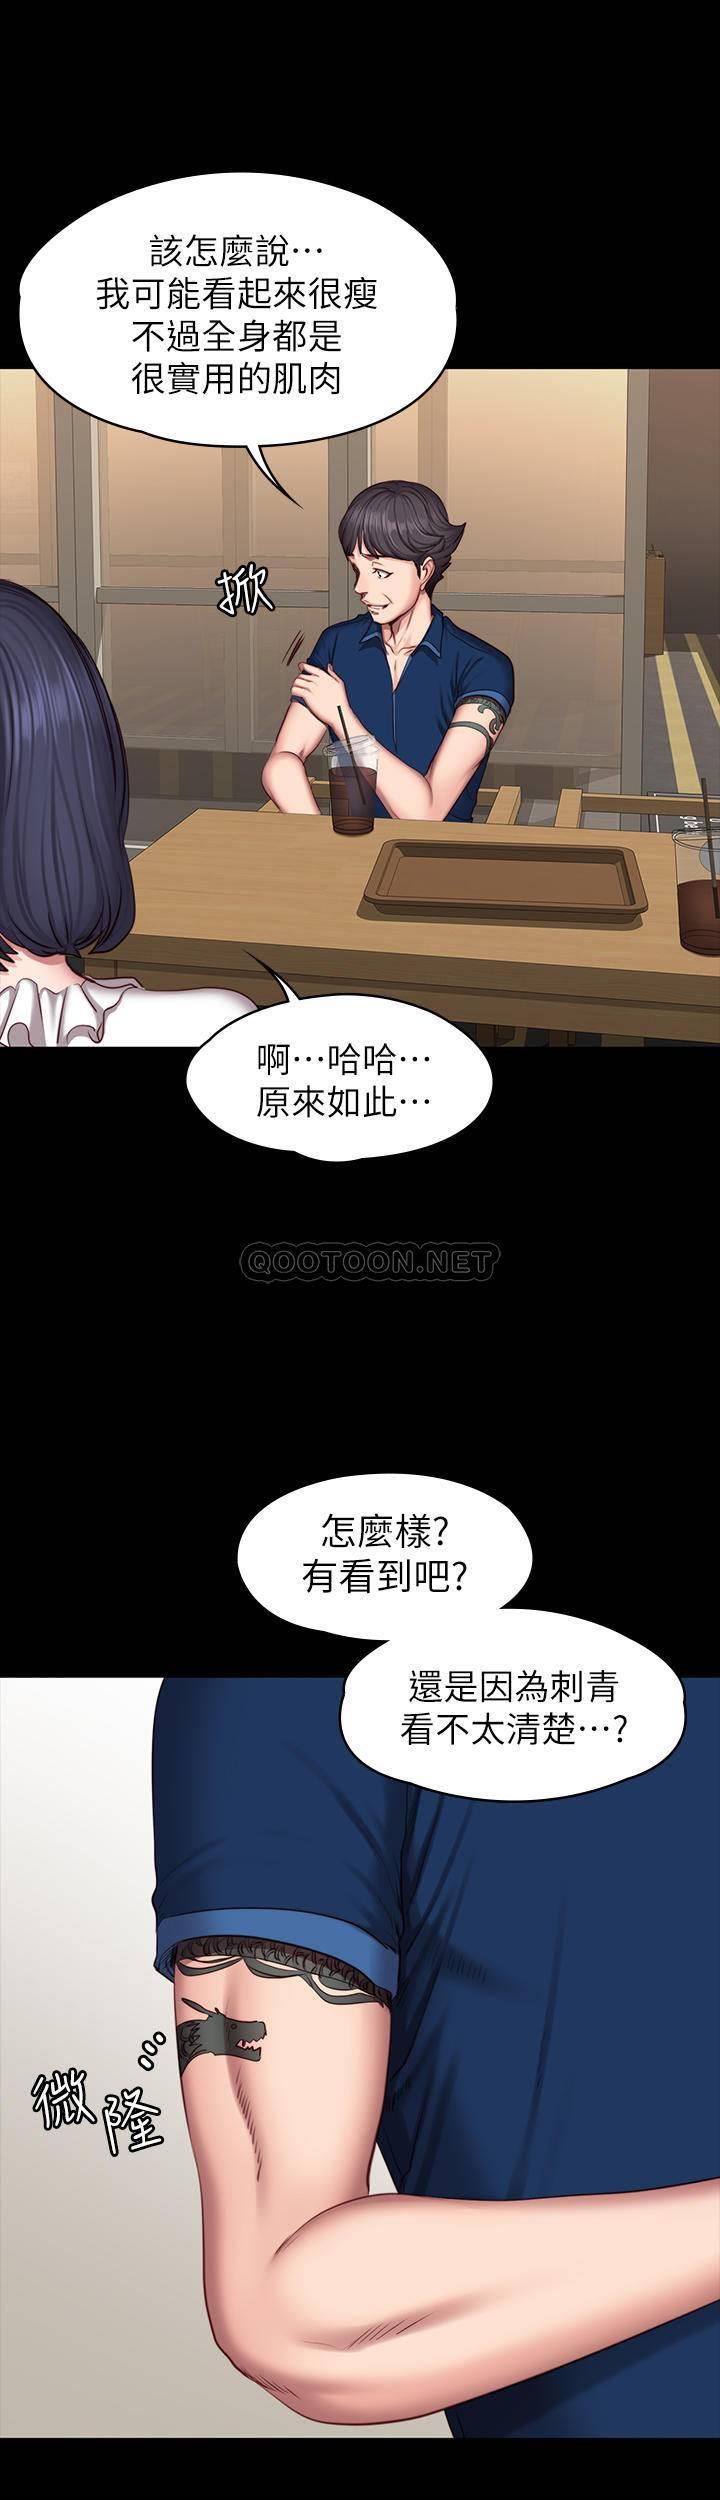 該怎麼說⋯
我可能看起來很瘦
不過全身都是
很實用的肌肉
掀
啊⋯哈哈⋯
原來如此⋯
QOOTOON.NET
怎麼樣?
有看到吧?
還是因為刺青
看不太清楚⋯?
微隆⋯